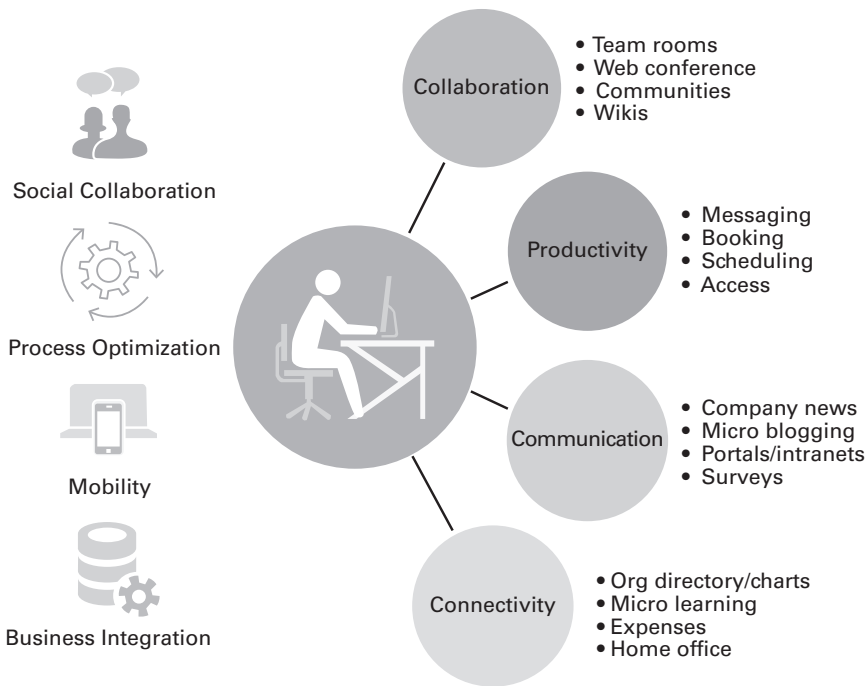 Social Collaboration
Process Optimization
Mobility
Business Integration
Collaboration
• Team rooms
• Web conference
• Communities
• Wikis
Productivity
• Messaging
• Booking
• Scheduling
• Access
Communication
• Company news
• Micro blogging
• Portals/intranets
• Surveys
Connectivity
• Org directory/charts
• Micro learning
• Expenses
• Home office